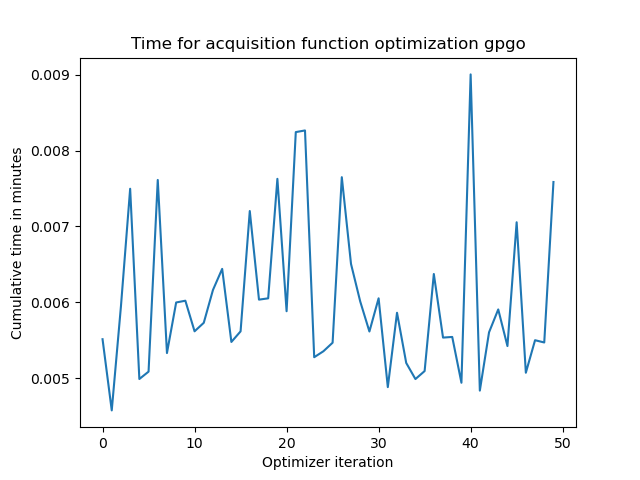 Time for acquisition function optimization gpgo
0.009
0.008
0.007
0.006
0.005
Cumulative time in minutes
0 10 20 30 40 50
Optimizer iteration